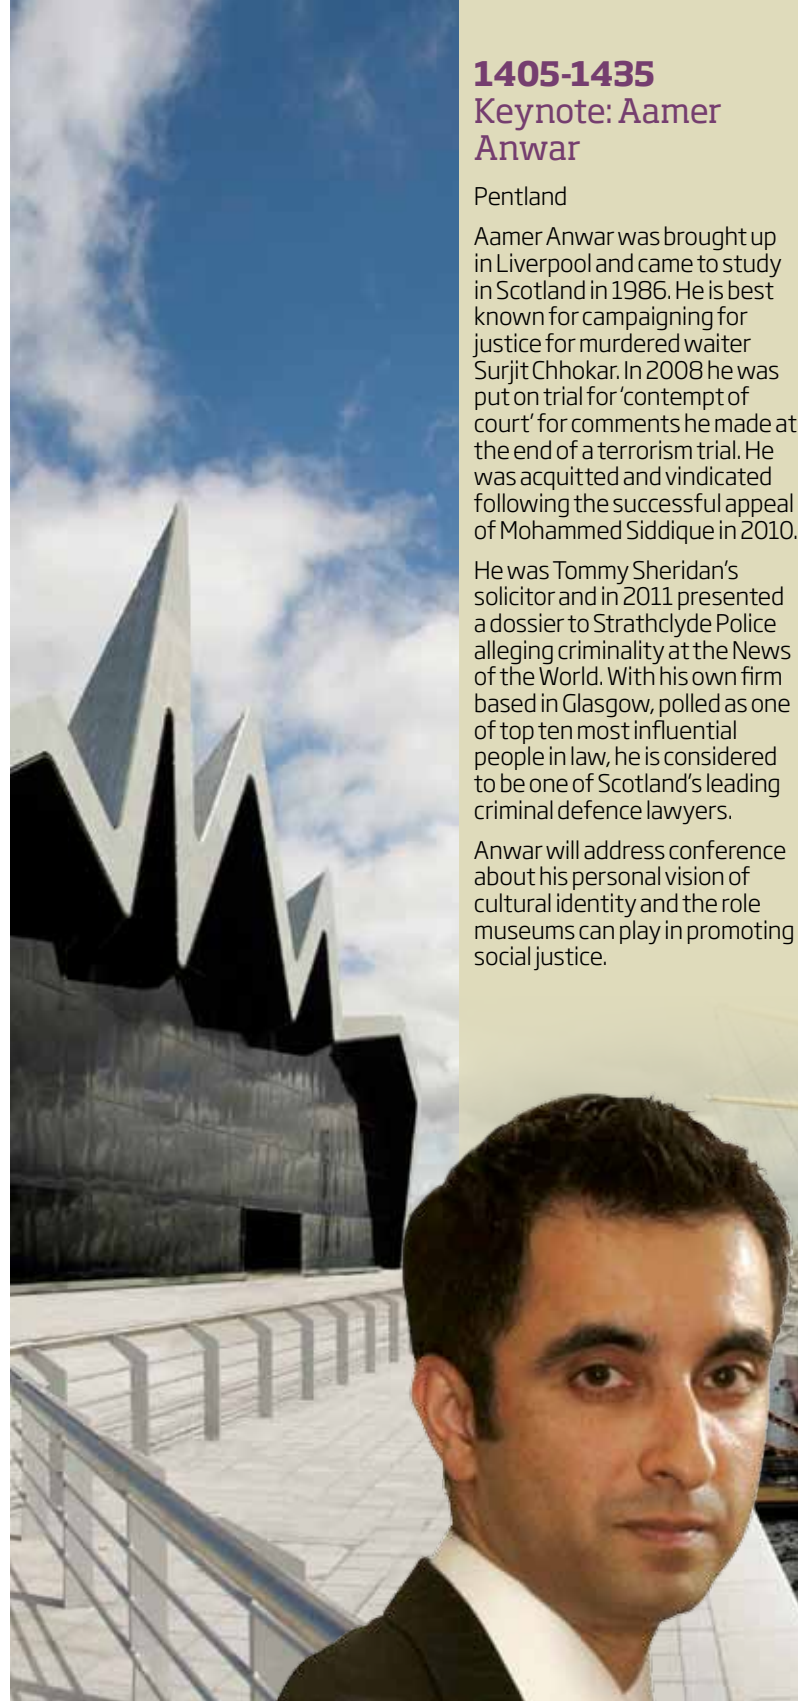 1405-1435
Keynote: Aamer
Anwar
Pentland
Aamer Anwar was brought up
in Liverpool and came to study
in Scotland in 1986. He is best
known for campaigning for
justice for murdered waiter
Surjit Chhokar. In 2008 he was
put on trial for ‘contempt of
court’ for comments he made at
the end of a terrorism trial. He
was acquitted and vindicated
following the successful appeal
of Mohammed Siddique in 2010.
He was Tommy Sheridan’s
solicitor and in 2011 presented
a dossier to Strathclyde Police
alleging criminality at the News
of the World. With his own firm
based in Glasgow, polled as one
of top ten most influential
people in law, he is considered
to be one of Scotland’s leading
criminal defence lawyers.
Anwar will address conference
about his personal vision of
cultural identity and the role
museums can play in promoting
social justice.